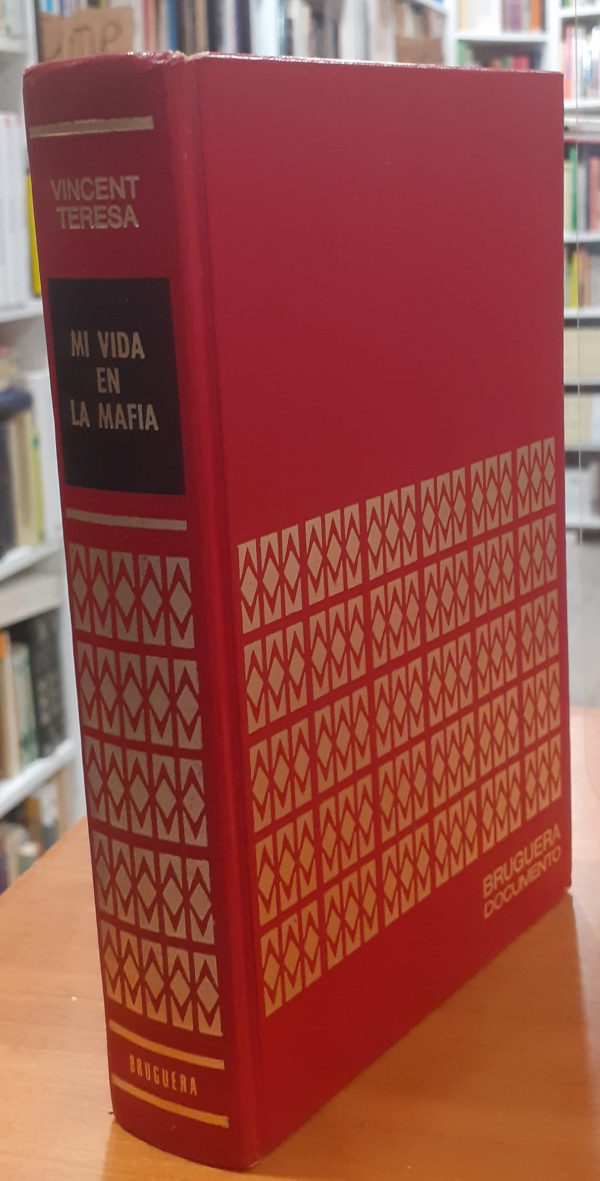 VINCENT
TERESA
MI VIDA
EN
LA MAFIA
BRUGUERA
BRUGUERA
DOCUMENTO